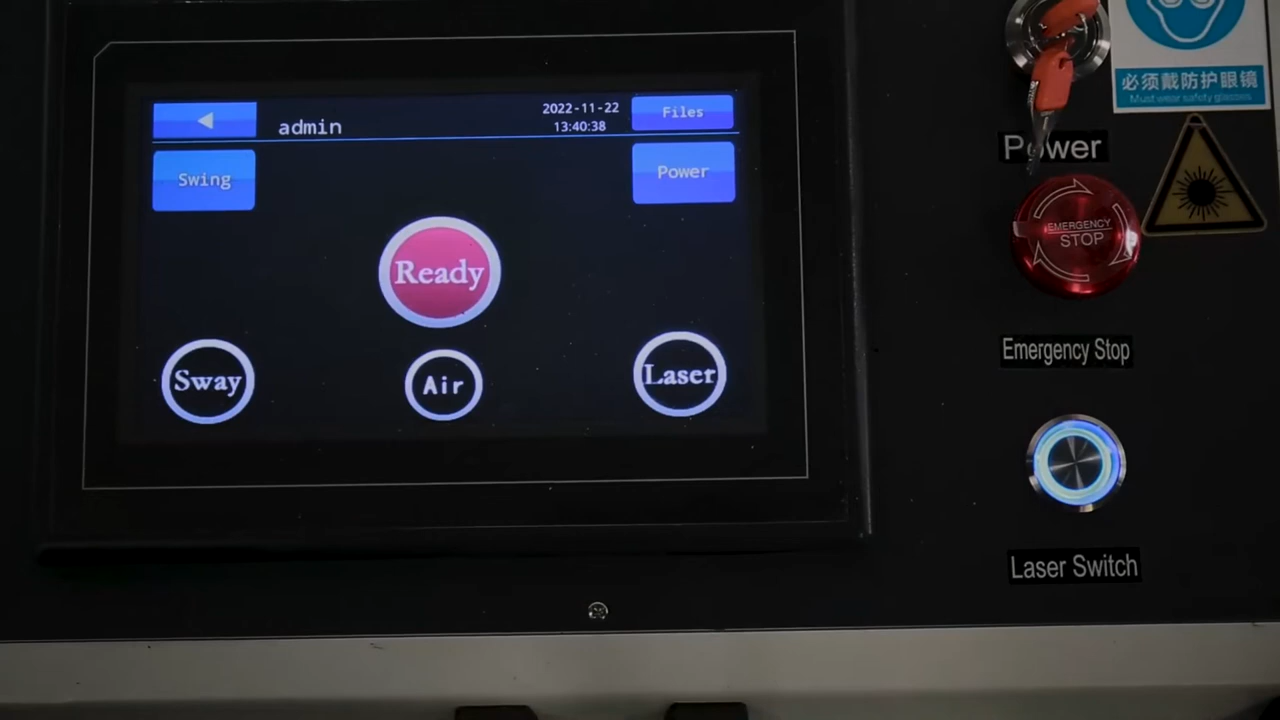 admin
2022-11-22
13:40:38
Files
Swing
Power
Ready
Sway
Air
Laser
必须戴防护眼镜
Must wear safety glasses
Power
EMERGENCY
STOP
Emergency Stop
Laser Switch